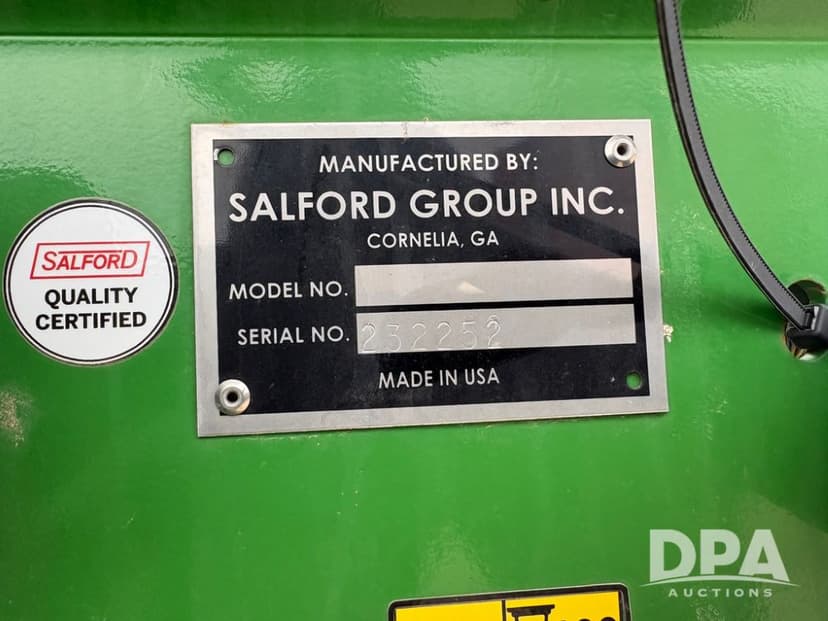 MANUFACTURED BY:
SALFORD GROUP INC.
CORNELIA, GA
MODEL NO.
SERIAL NO. 232252
MADE IN USA
SALFORD
QUALITY
CERTIFIED
DPA
AUCTIONS